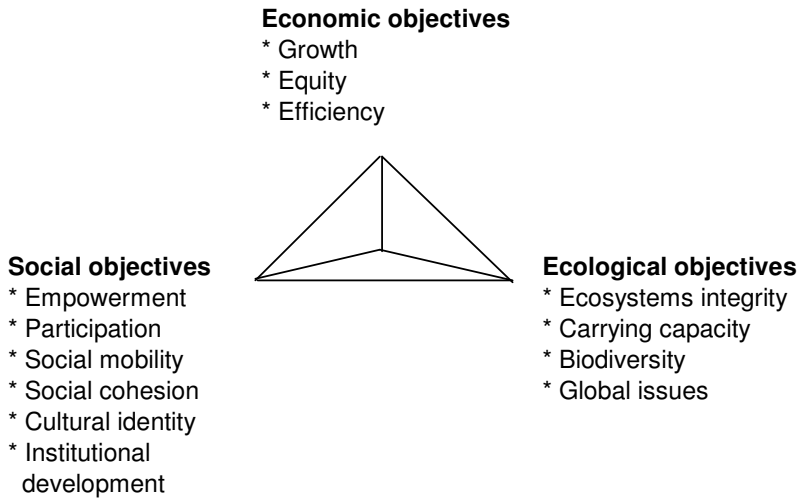 Economic objectives
* Growth
* Equity
* Efficiency
Social objectives
* Empowerment
* Participation
* Social mobility
* Social cohesion
* Cultural identity
* Institutional
development
Ecological objectives
* Ecosystems integrity
* Carrying capacity
* Biodiversity
* Global issues